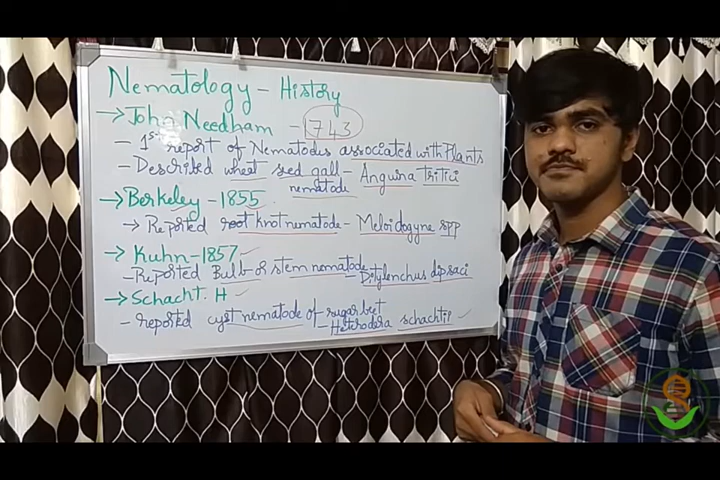 Nematology - History
→ John Needham - 1743
- 1st report of Nematodes associated with Plants
- Described wheat seed gall - Anguina tritici
nematode
→ Berkeley - 1855
- Reported root knot nematode - Meloidogyne spp
→ Kuhn - 1857
- Reported Bulb & stem nematode - Ditylenchus dipsaci
→ Schacht. H
- reported cyst nematode of sugar beet
- Heterodera schachtii